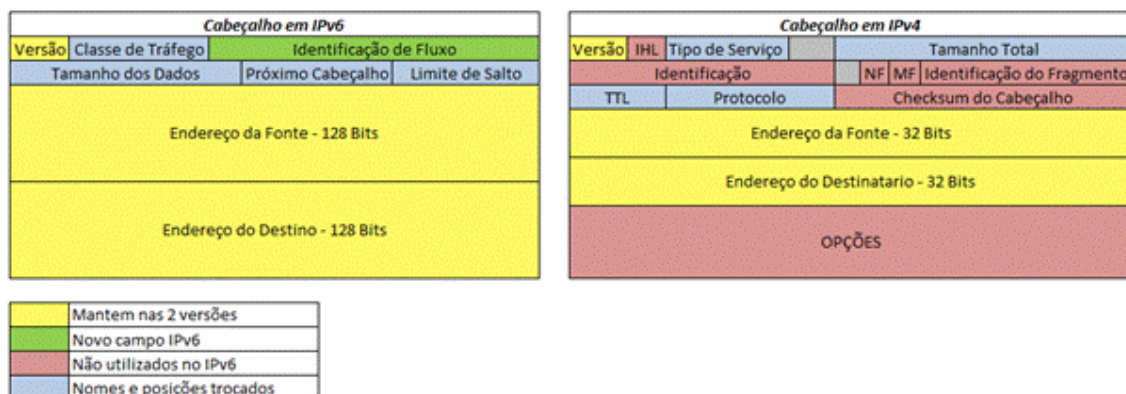 Cabeçalho em IPv6
Versão Classe de Tráfego Identificação de Fluxo
Tamanho dos Dados Próximo Cabeçalho Limite de Salto
Endereço da Fonte - 128 Bits
Endereço do Destino - 128 Bits
Cabeçalho em IPv4
Versão IHL Tipo de Serviço Tamanho Total
Identificação NF MF Identificação do Fragmento
TTL Protocolo Checksum do Cabeçalho
Endereço da Fonte - 32 Bits
Endereço do Destinatario - 32 Bits
OPÇÕES
Mantem nas 2 versões
Novo campo IPv6
Não utilizados no IPv6
Nomes e posições trocados